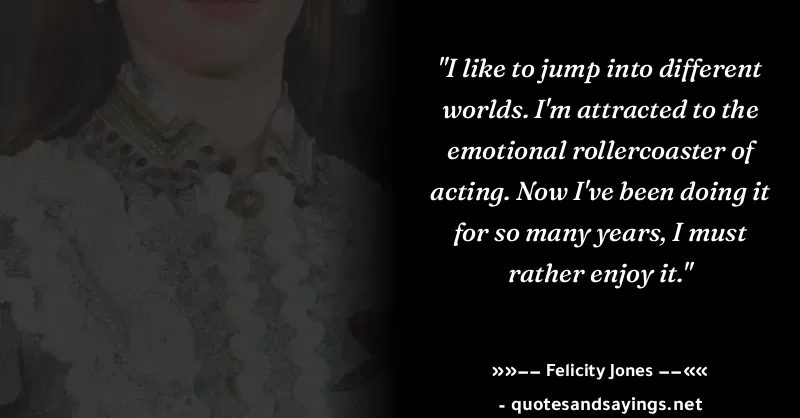 "I like to jump into different
worlds. I'm attracted to the
emotional rollercoaster of
acting. Now I've been doing it
for so many years, I must
rather enjoy it."
»»−− Felicity Jones −−««
- quotesandsayings.net